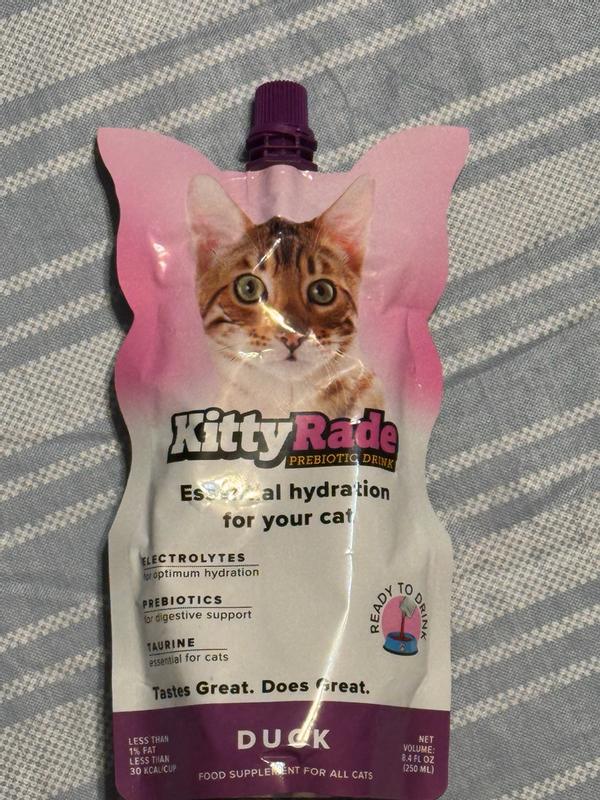 KittyRade
PREBIOTIC DRINK
Essential hydration
for your cat.
ELECTROLYTES
for optimum hydration
PREBIOTICS
for digestive support
TAURINE
essential for cats
READY TO DRINK
Tastes Great. Does Great.
DUCK
LESS THAN
1% FAT
LESS THAN
30 KCAL/CUP
FOOD SUPPLEMENT FOR ALL CATS
NET
VOLUME:
8.4 FL OZ
(250 ML)